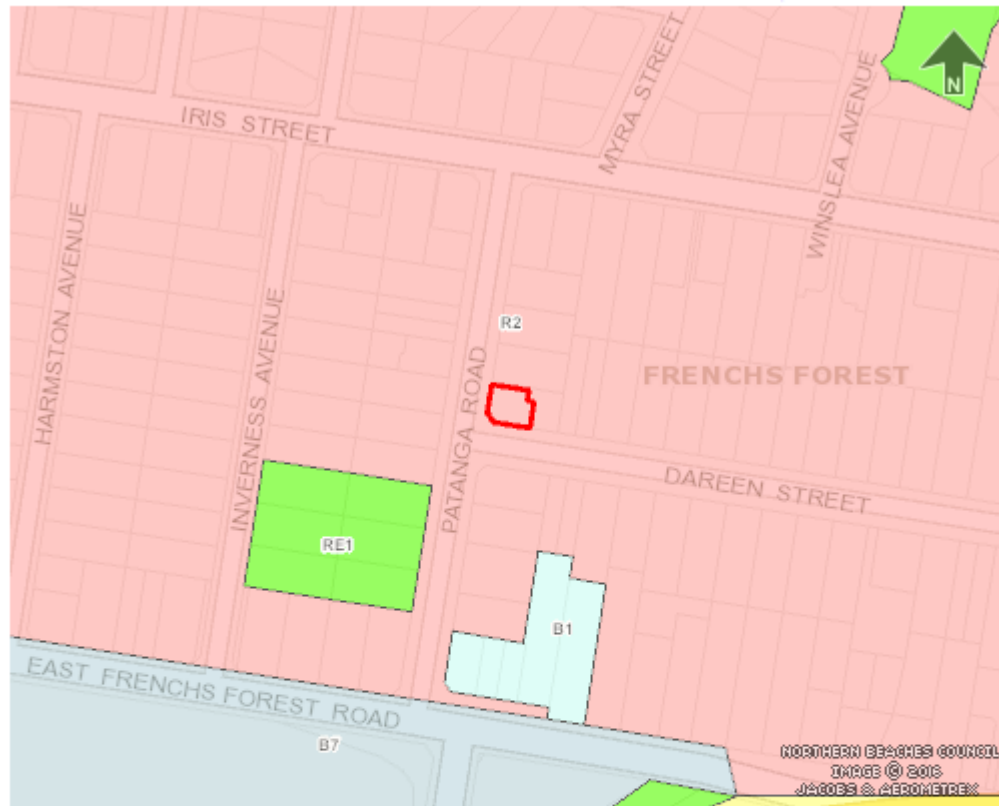 N
IRIS STREET
MYRA STREET
WINSLEA AVENUE
HARMSTON AVENUE
INVERNESS AVENUE
PATANGA ROAD
R2
FRENCHS FOREST
DAREEN STREET
RE1
B1
EAST FRENCHS FOREST ROAD
B7
NORTHERN BEACHES COUNCIL
IMAGE © 2016
JACOBS & AEROMETREX